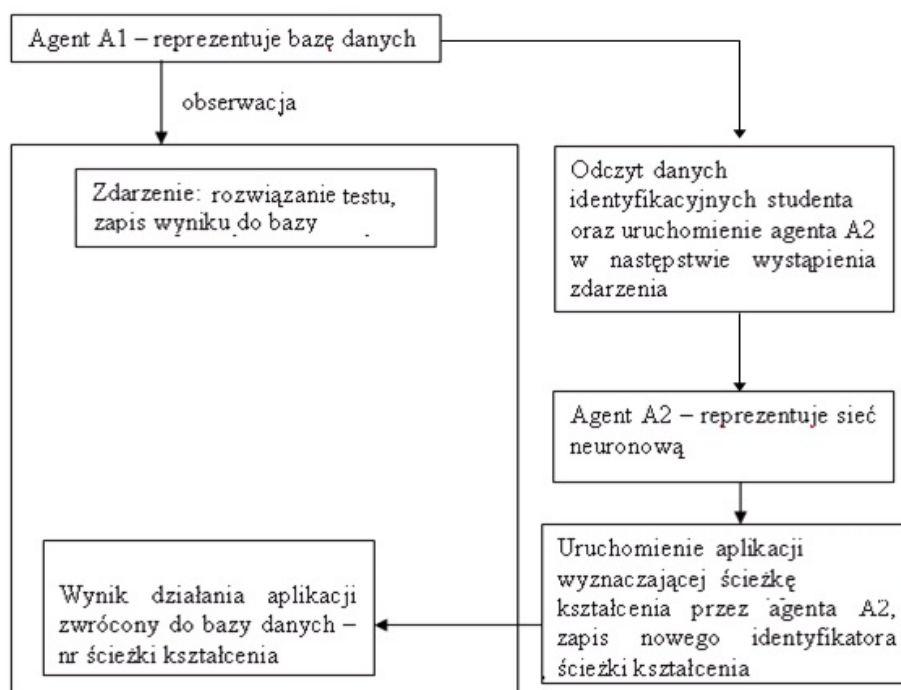 Agent A1 – reprezentuje bazę danych
obserwacja
Zdarzenie: rozwiązanie testu,
zapis wyniku do bazy
Odczyt danych
identyfikacyjnych studenta
oraz uruchomienie agenta A2
w następstwie wystąpienia
zdarzenia
Agent A2 – reprezentuje sieć
neuronową
Uruchomienie aplikacji
wyznaczającej ścieżkę
kształcenia przez agenta A2,
zapis nowego identyfikatora
ścieżki kształcenia
Wynik działania aplikacji
zwrócony do bazy danych –
nr ścieżki kształcenia